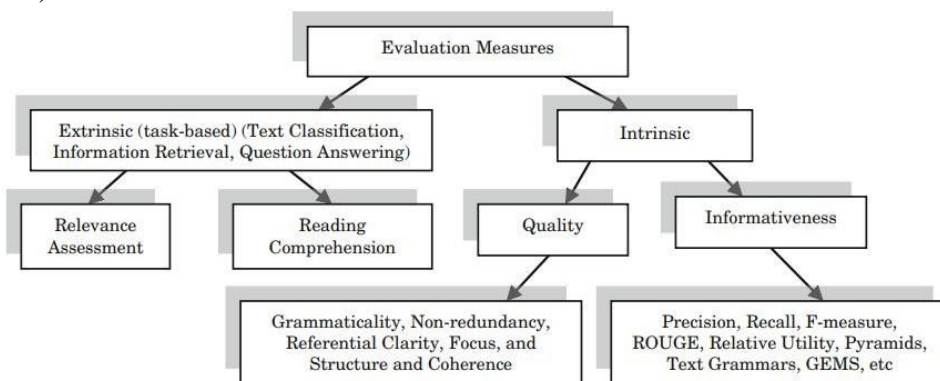 Evaluation Measures
Extrinsic (task-based) (Text Classification,
Information Retrieval, Question Answering)
Intrinsic
Relevance
Assessment
Reading
Comprehension
Quality
Informativeness
Grammaticality, Non-redundancy,
Referential Clarity, Focus, and
Structure and Coherence
Precision, Recall, F-measure,
ROUGE, Relative Utility, Pyramids,
Text Grammars, GEMS, etc